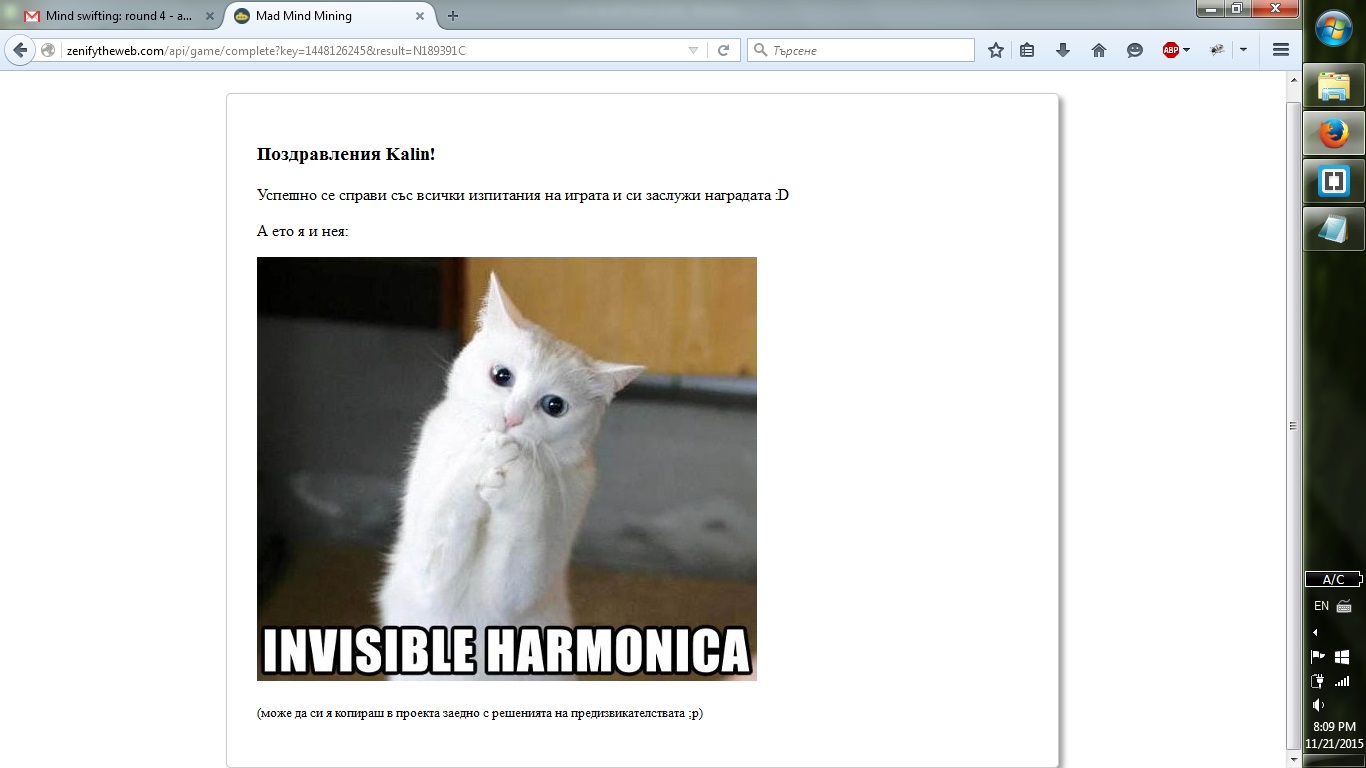 Mind swifting: round 4 - a...
Mad Mind Mining
zenifytheweb.com/api/game/complete?key=1448126245&result=N189391C
Търсене
ABP
Поздравления Kalin!
Успешно се справи със всички изпитания на играта и си заслужи наградата :D
А ето я и нея:
INVISIBLE HARMONICA
(може да си я копираш в проекта заедно с решенията на предизвикателствата ;р)
A/C
EN
8:09 PM
11/21/2015